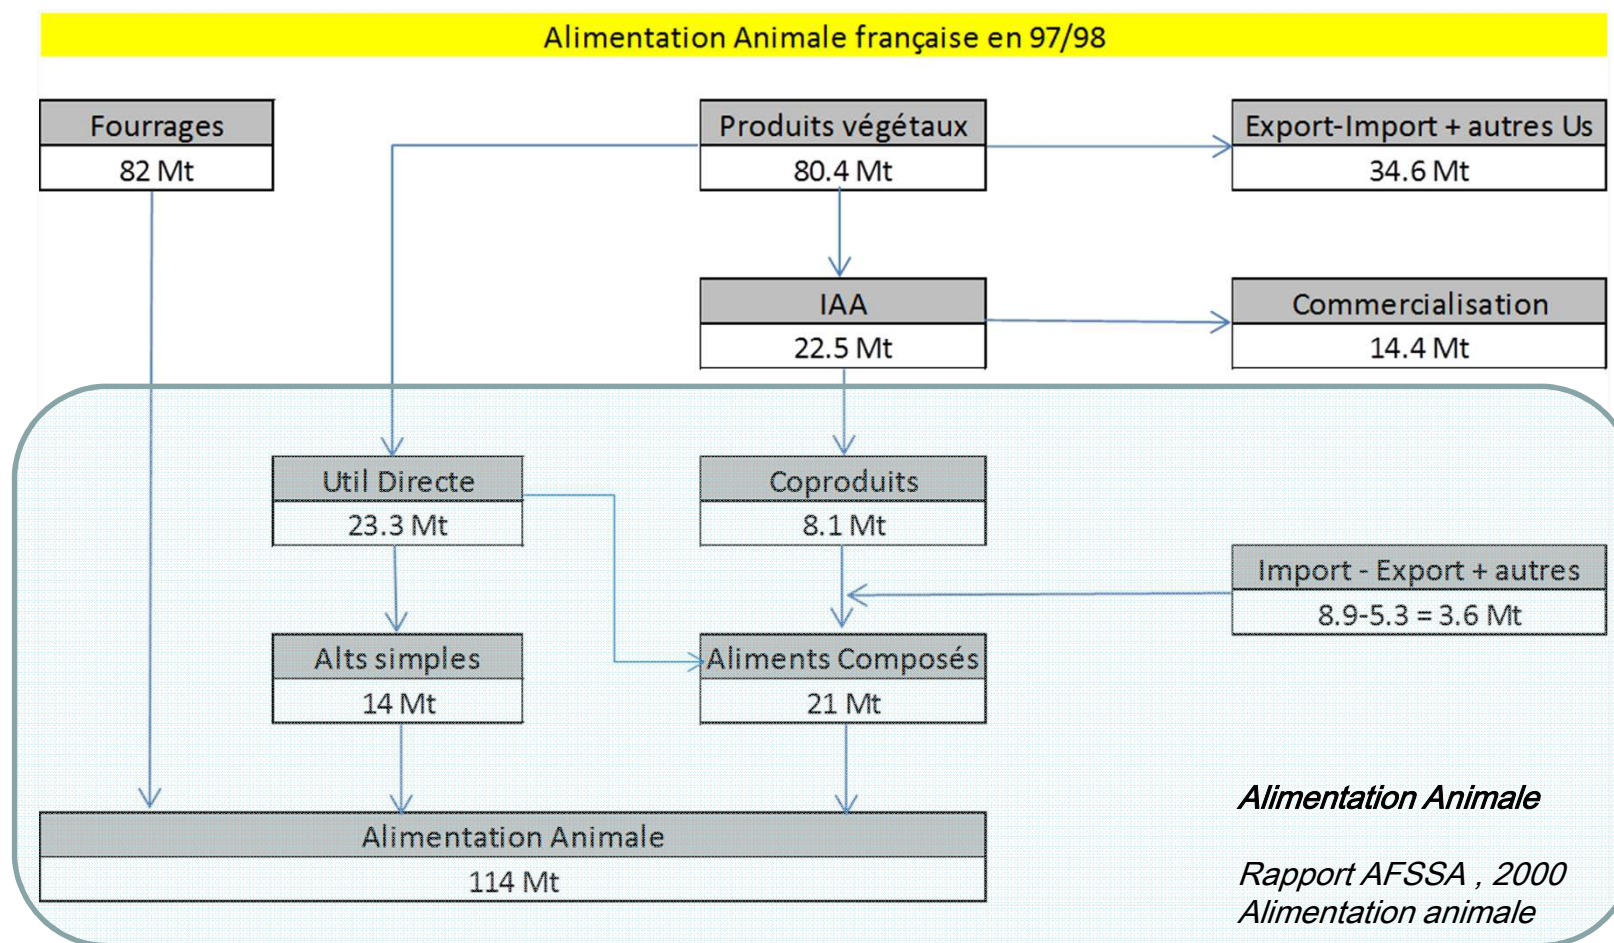 Alimentation Animale française en 97/98
Fourrages
82 Mt
Produits végétaux
80.4 Mt
Export-Import + autres Us
34.6 Mt
IAA
22.5 Mt
Commercialisation
14.4 Mt
Util Directe
23.3 Mt
Coproduits
8.1 Mt
Import - Export + autres
8.9-5.3 = 3.6 Mt
Alts simples
14 Mt
Aliments Composés
21 Mt
Alimentation Animale
114 Mt
Alimentation Animale
Rapport AFSSA , 2000
Alimentation animale